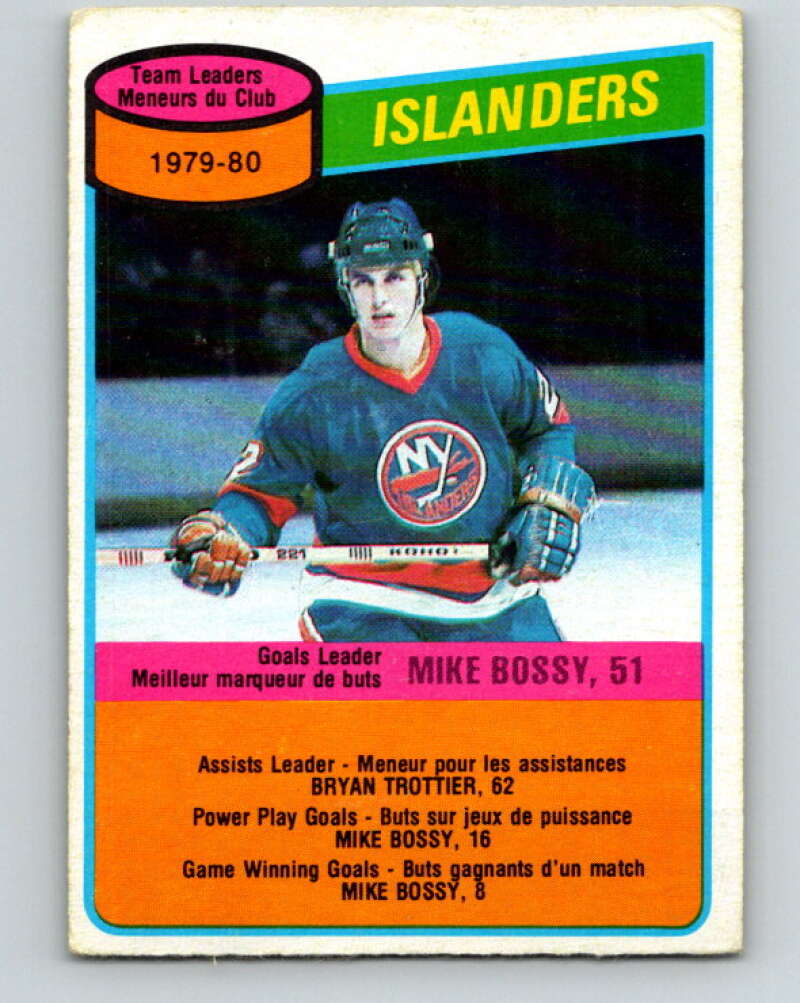 Team Leaders
Meneurs du Club
1979-80
ISLANDERS
2
2
NY
ISLANDERS
221
KOHO
Goals Leader
Meilleur marqueur de buts
MIKE BOSSY, 51
Assists Leader - Meneur pour les assistances
BRYAN TROTTIER, 62
Power Play Goals - Buts sur jeux de puissance
MIKE BOSSY, 16
Game Winning Goals - Buts gagnants d'un match
MIKE BOSSY, 8